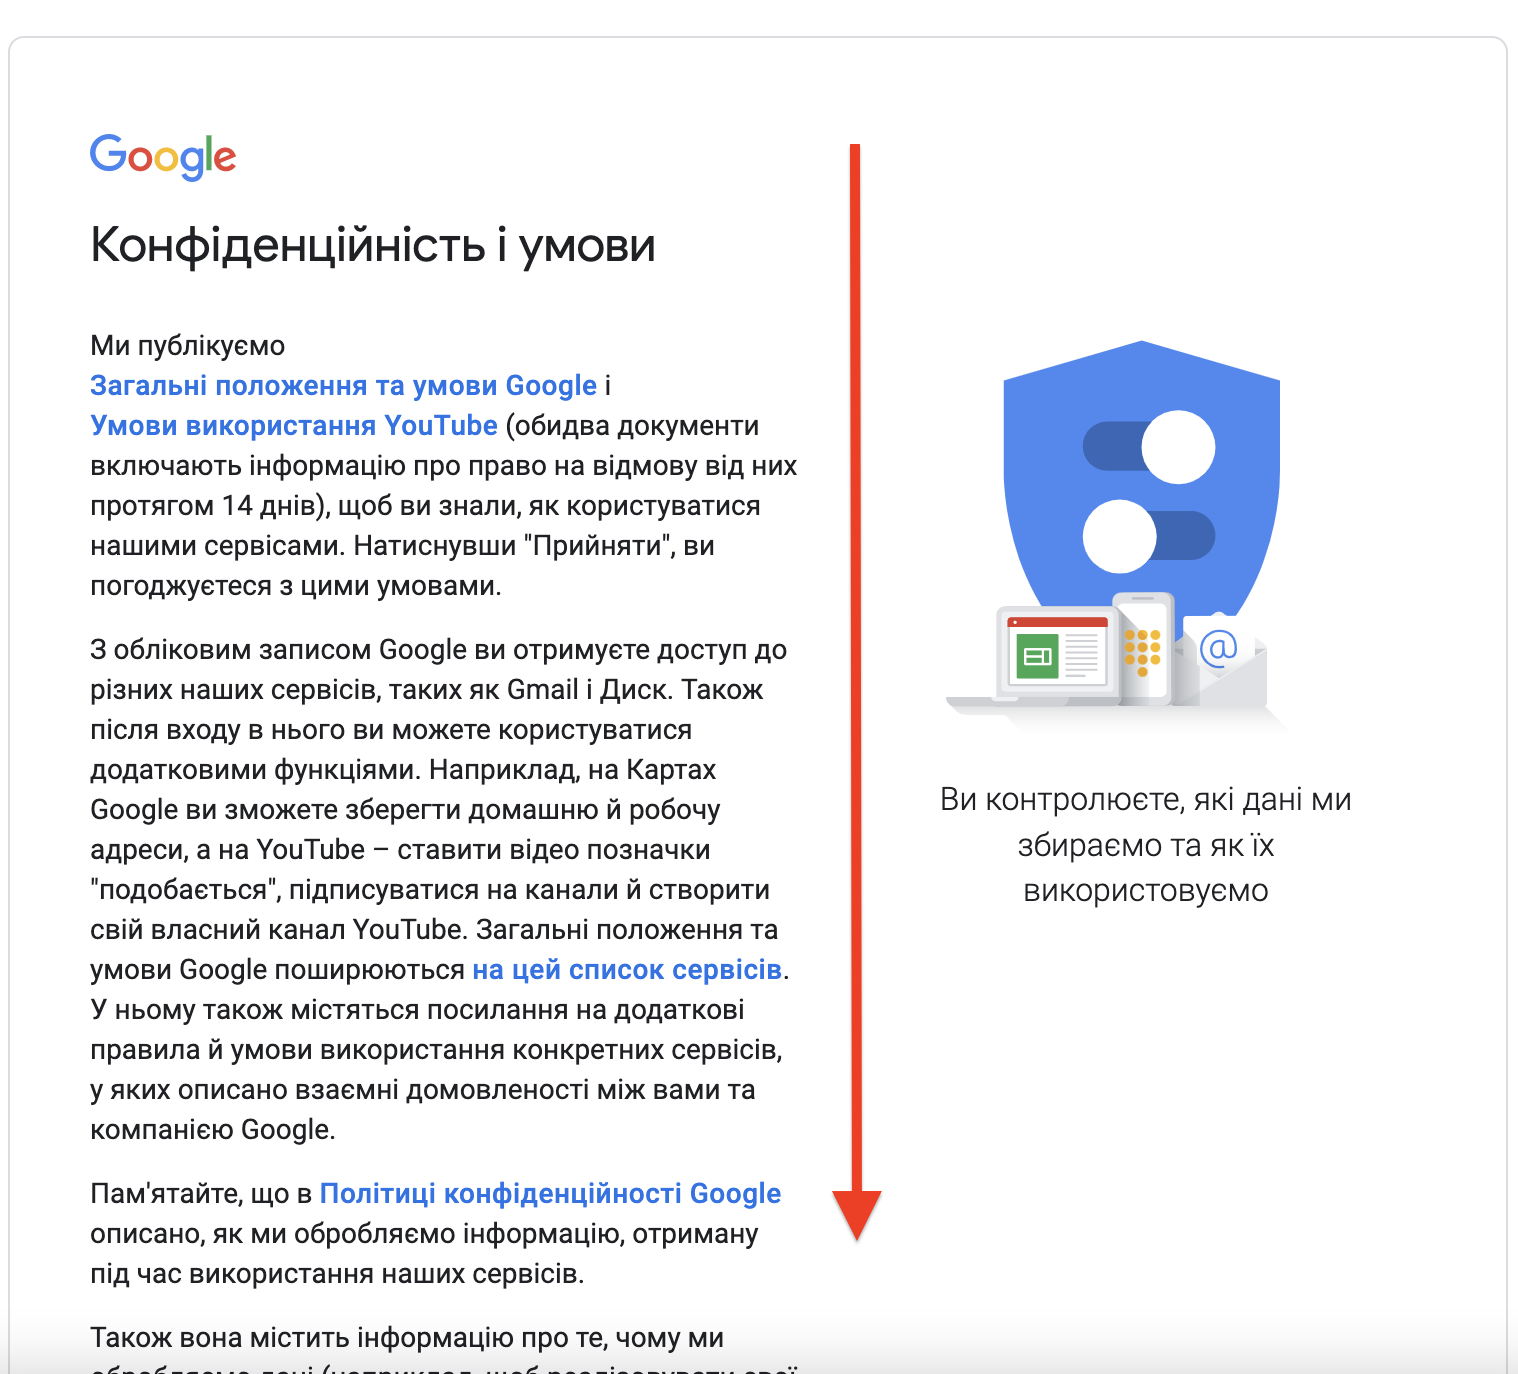 Google
Конфіденційність і умови
Ми публікуємо
Загальні положення та умови Google і
Умови використання YouTube (обидва документи
включають інформацію про право на відмову від них
протягом 14 днів), щоб ви знали, як користуватися
нашими сервісами. Натиснувши "Прийняти", ви
погоджуєтеся з цими умовами.
З обліковим записом Google ви отримуєте доступ до
різних наших сервісів, таких як Gmail і Диск. Також
після входу в нього ви можете користуватися
додатковими функціями. Наприклад, на Картах
Google ви зможете зберегти домашню й робочу
адреси, а на YouTube – ставити відео позначки
"подобається", підписуватися на канали й створити
свій власний канал YouTube. Загальні положення та
умови Google поширюються на цей список сервісів.
У ньому також містяться посилання на додаткові
правила й умови використання конкретних сервісів,
у яких описано взаємні домовленості між вами та
компанією Google.
Пам'ятайте, що в Політиці конфіденційності Google
описано, як ми обробляємо інформацію, отриману
під час використання наших сервісів.
Також вона містить інформацію про те, чому ми
обробляємо дані (наприклад, щоб реалізовувати свої
@
Ви контролюєте, які дані ми
збираємо та як їх
використовуємо